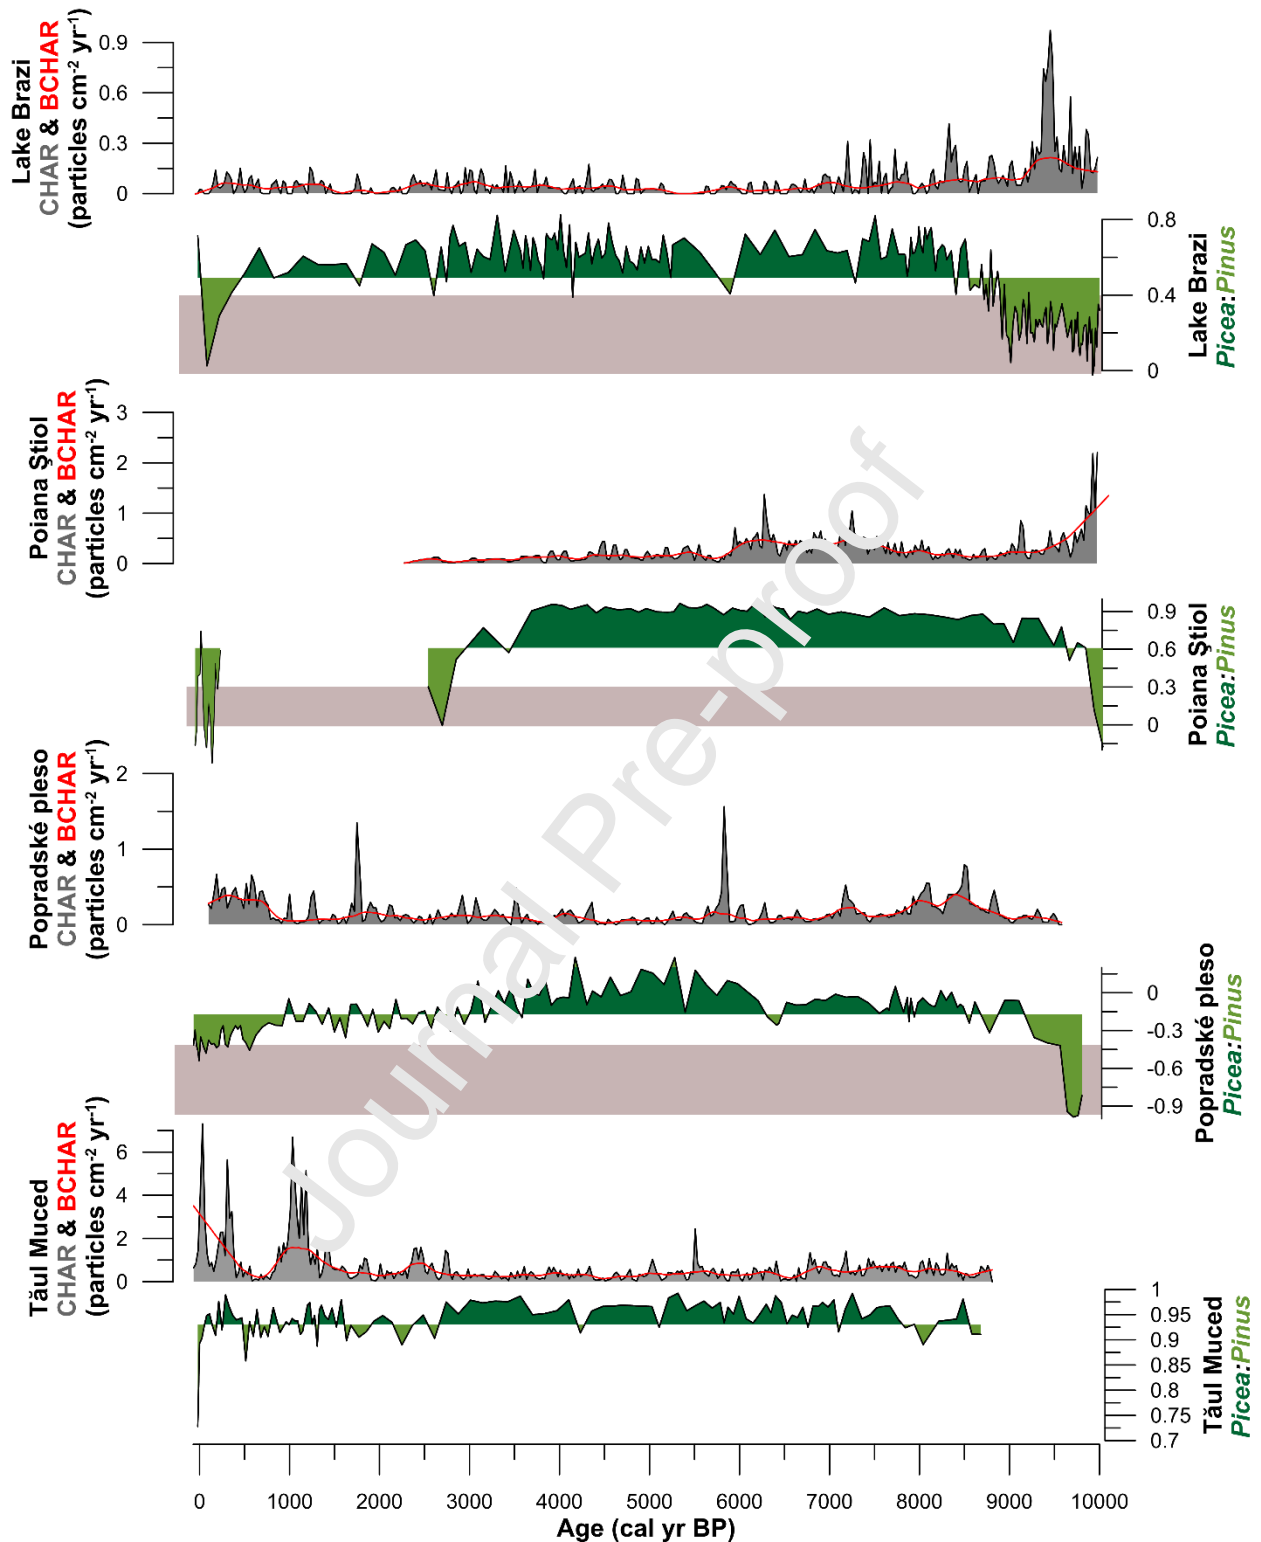 Lake Brazi
CHAR & BCHAR
(particles cm-2 yr-1)
0.9
0.6
0.3
0
0.8
0.4
0
Lake Brazi
Picea:Pinus
Poiana Ştiol
CHAR & BCHAR
(particles cm-2 yr-1)
3
2
1
0
0.9
0.6
0.3
0
Poiana Ştiol
Picea:Pinus
Popradské pleso
CHAR & BCHAR
(particles cm-2 yr-1)
2
1
0
0
-0.3
-0.6
-0.9
Popradské pleso
Picea:Pinus
Tăul Muced
CHAR & BCHAR
(particles cm-2 yr-1)
6
4
2
0
1
0.95
0.9
0.85
0.8
0.75
0.7
Tăul Muced
Picea:Pinus
0 1000 2000 3000 4000 5000 6000 7000 8000 9000 10000
Age (cal yr BP)
Journal Pre-proof